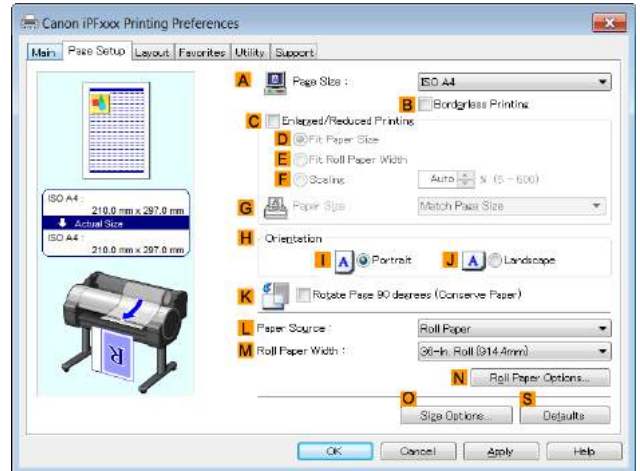 Canon iPFxxx Printing Preferences
Main Page Setup Layout Favorites Utility Support
A Page Size : ISO A4
B Borderless Printing
C Enlarged/Reduced Printing
D Fit Paper Size
E Fit Roll Paper Width
F Scaling Auto % (5 - 600)
G Paper Size : Match Page Size
ISO A4 :
210.0 mm x 297.0 mm
Actual Size
ISO A4 :
210.0 mm x 297.0 mm
H Orientation
I A Portrait J A Landscape
K Rotate Page 90 degrees (Conserve Paper)
L Paper Source : Roll Paper
M Roll Paper Width : 36-in. Roll (914.4mm)
R
N Roll Paper Options...
O S
Size Options... Defaults
OK Cancel Apply Help